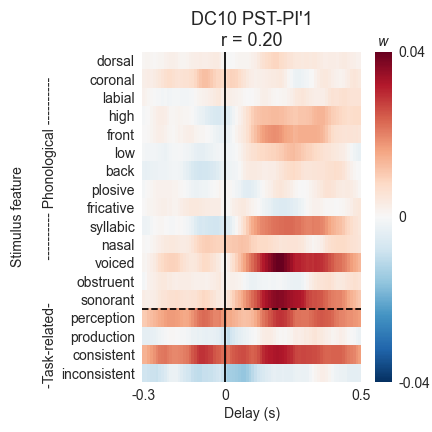 DC10 PST-PI'1
r = 0.20
w
dorsal
coronal
labial
high
front
low
back
plosive
fricative
syllabic
nasal
voiced
obstruent
sonorant
perception
production
consistent
inconsistent
Stimulus feature
---------- Phonological ----------
-Task-related-
-0.3
0
0.5
Delay (s)
0.04
0
-0.04